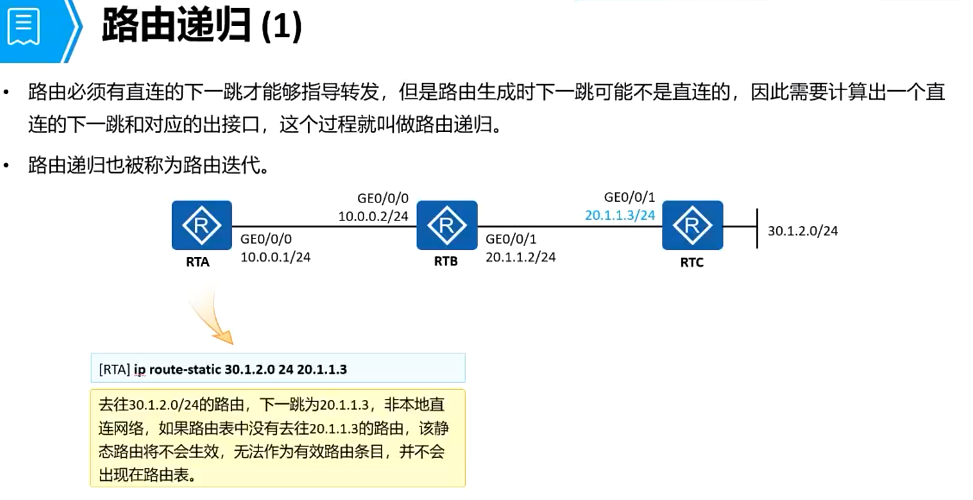 路由递归 (1)
• 路由必须有直连的下一跳才能够指导转发，但是路由生成时下一跳可能不是直连的，因此需要计算出一个直
连的下一跳和对应的出接口，这个过程就叫做路由递归。
• 路由递归也被称为路由迭代。
GE0/0/0
10.0.0.2/24
GE0/0/1
20.1.1.3/24
R
R
R
30.1.2.0/24
GE0/0/0
10.0.0.1/24
GE0/0/1
20.1.1.2/24
RTA
RTB
RTC
[RTA] ip route-static 30.1.2.0 24 20.1.1.3
去往30.1.2.0/24的路由，下一跳为20.1.1.3，非本地直
连网络，如果路由表中没有去往20.1.1.3的路由，该静
态路由将不会生效，无法作为有效路由条目，并不会
出现在路由表。